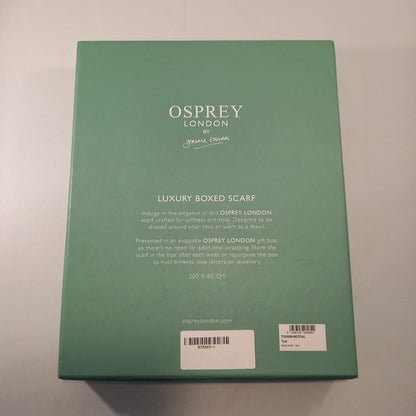 OSPREY
LONDON
BY
LUXURY BOXED SCARF
Indulge in the elegance of this OSPREY LONDON
scarf crafted for softness and style. Designed to be
draped around your neck or worn as a shawl.
Presented in an exquisite OSPREY LONDON gift box,
so there's no need for additional wrapping. Store the
scarf in the box after each wear, or repurpose the box
to hold trinkets, love letters, or jewellery.
200 X 80 CM
ospreylondon.com